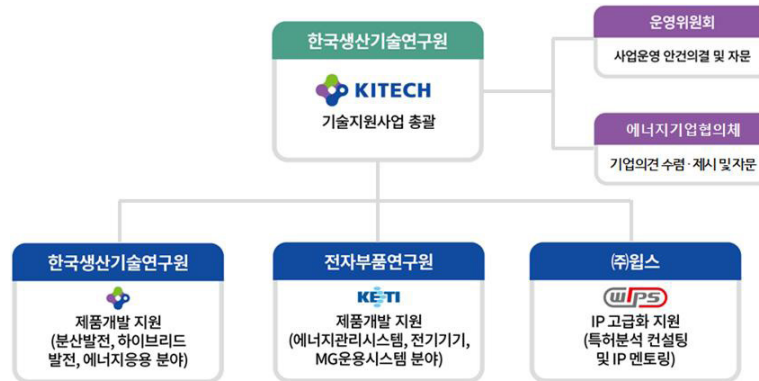 한국생산기술연구원
KITECH
기술지원사업 총괄
운영위원회
사업운영 안건의결 및 자문
에너지기업협의체
기업의견 수렴·제시 및 자문
한국생산기술연구원
제품개발 지원
(분산발전, 하이브리드
발전, 에너지응용 분야)
전자부품연구원
KETI
제품개발 지원
(에너지관리시스템, 전기기기,
MG운용시스템 분야)
㈜윕스
WIPS
IP 고급화 지원
(특허분석 컨설팅
및 IP 멘토링)